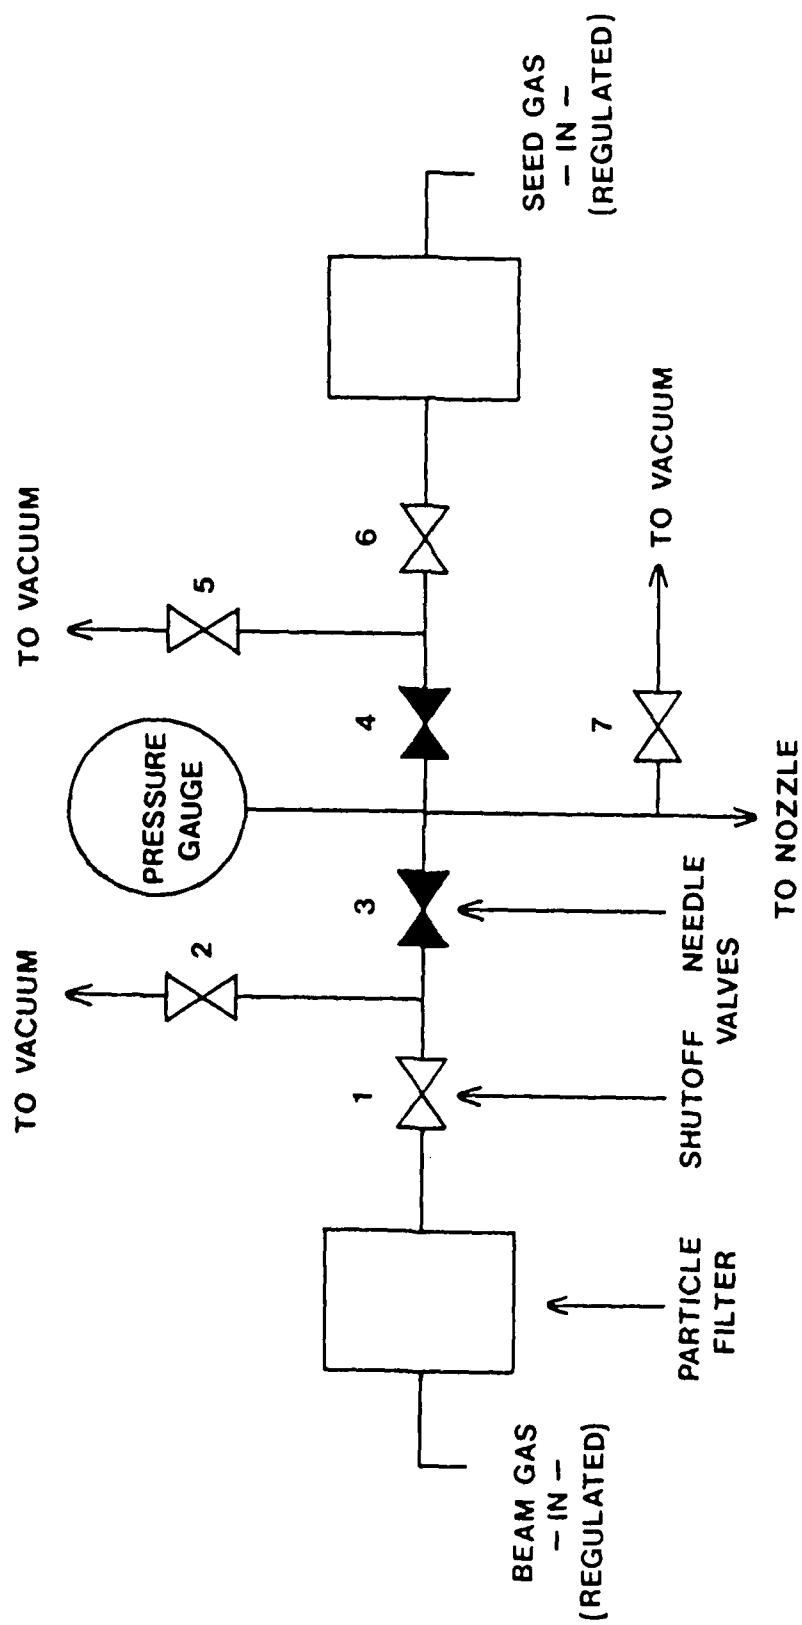 TO VACUUM
TO VACUUM
PRESSURE
GAUGE
2
5
1
3
4
6
7
BEAM GAS
– IN –
(REGULATED)
SEED GAS
– IN –
(REGULATED)
TO VACUUM
PARTICLE
FILTER
SHUTOFF NEEDLE
VALVES
TO NOZZLE